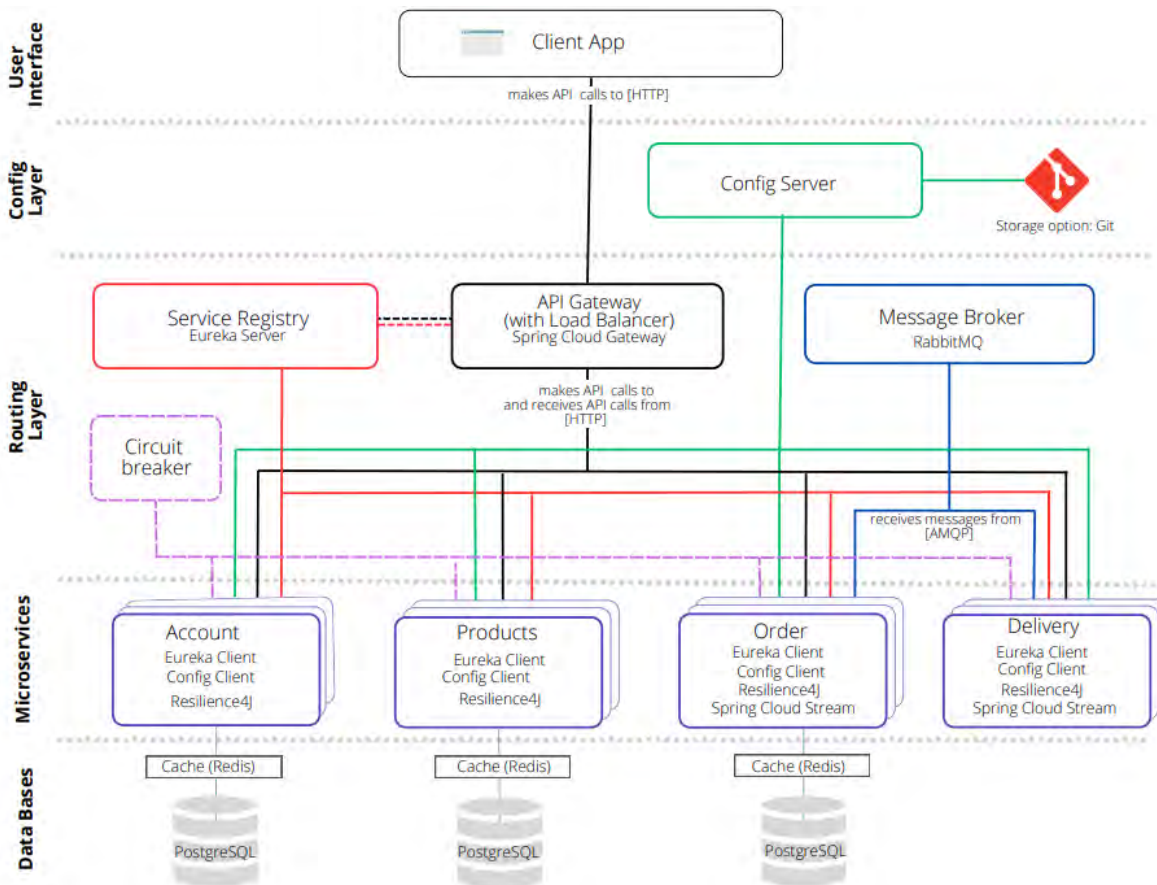 User
Interface
Client App
makes API calls to [HTTP]
Config
Layer
Config Server
Storage option: Git
Routing
Layer
Service Registry
Eureka Server
API Gateway
(with Load Balancer)
Spring Cloud Gateway
Message Broker
RabbitMQ
makes API calls to
and receives API calls from
[HTTP]
Circuit
breaker
receives messages from
[AMQP]
Microservices
Account
Eureka Client
Config Client
Resilience4J
Products
Eureka Client
Config Client
Resilience4J
Order
Eureka Client
Config Client
Resilience4J
Spring Cloud Stream
Delivery
Eureka Client
Config Client
Resilience4J
Spring Cloud Stream
Data Bases
Cache (Redis)
Cache (Redis)
Cache (Redis)
PostgreSQL
PostgreSQL
PostgreSQL